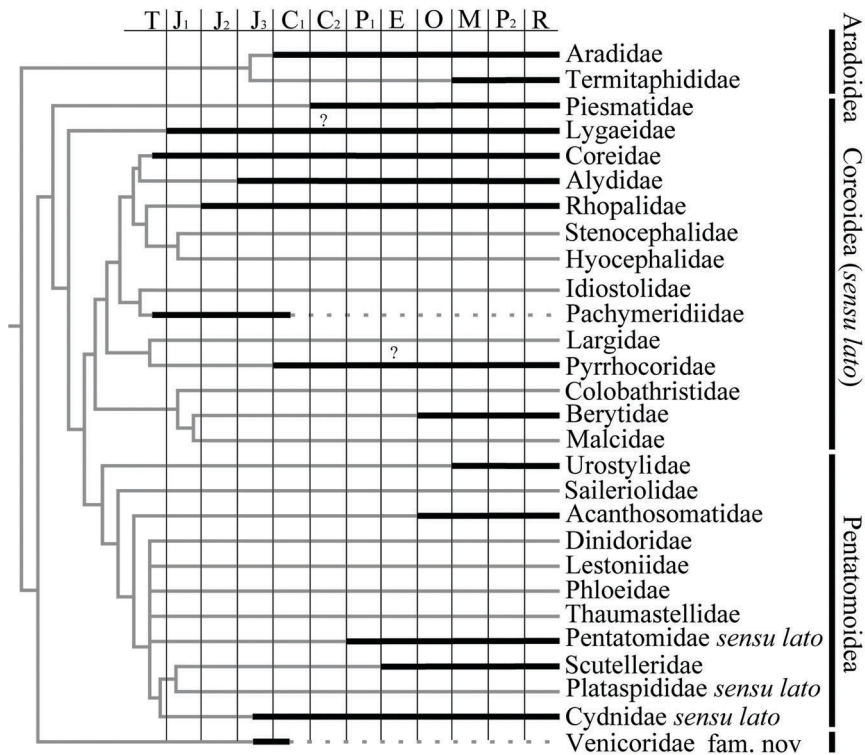 T J₁ J₂ J₃ C₁ C₂ P₁ E O M P₂ R
Aradidae
Termitaphididae
Piesmatidae
?
Lygaeidae
Coreidae
Alydidae
Rhopalidae
Stenocephalidae
Hyocephalidae
Idiostolidae
Pachymeridiidae
Largidae
?
Pyrrhocoridae
Colobathristidae
Berytidae
Malcidae
Urostylidae
Saileriolidae
Acanthosomatidae
Dinidoridae
Lestoniidae
Phloeidae
Thaumastellidae
Pentatomidae sensu lato
Scutelleridae
Plataspididae sensu lato
Cydnidae sensu lato
Venicoridae fam. nov
Aradoidea
Coreoidea (sensu lato)
Pentatomoidea